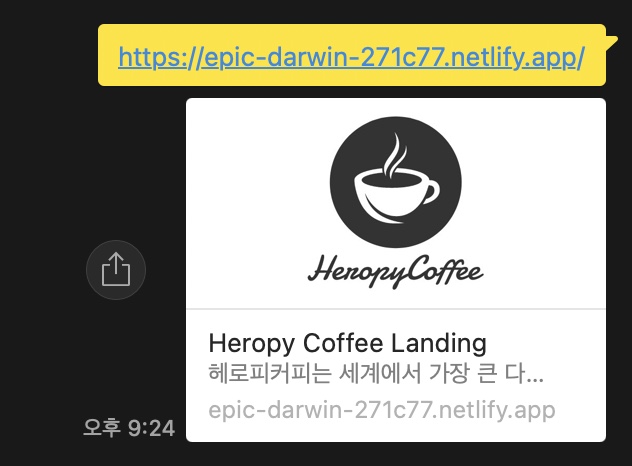 https://epic-darwin-271c77.netlify.app/
HeropyCoffee
Heropy Coffee Landing
헤로피커피는 세계에서 가장 큰 다...
epic-darwin-271c77.netlify.app
오후 9:24